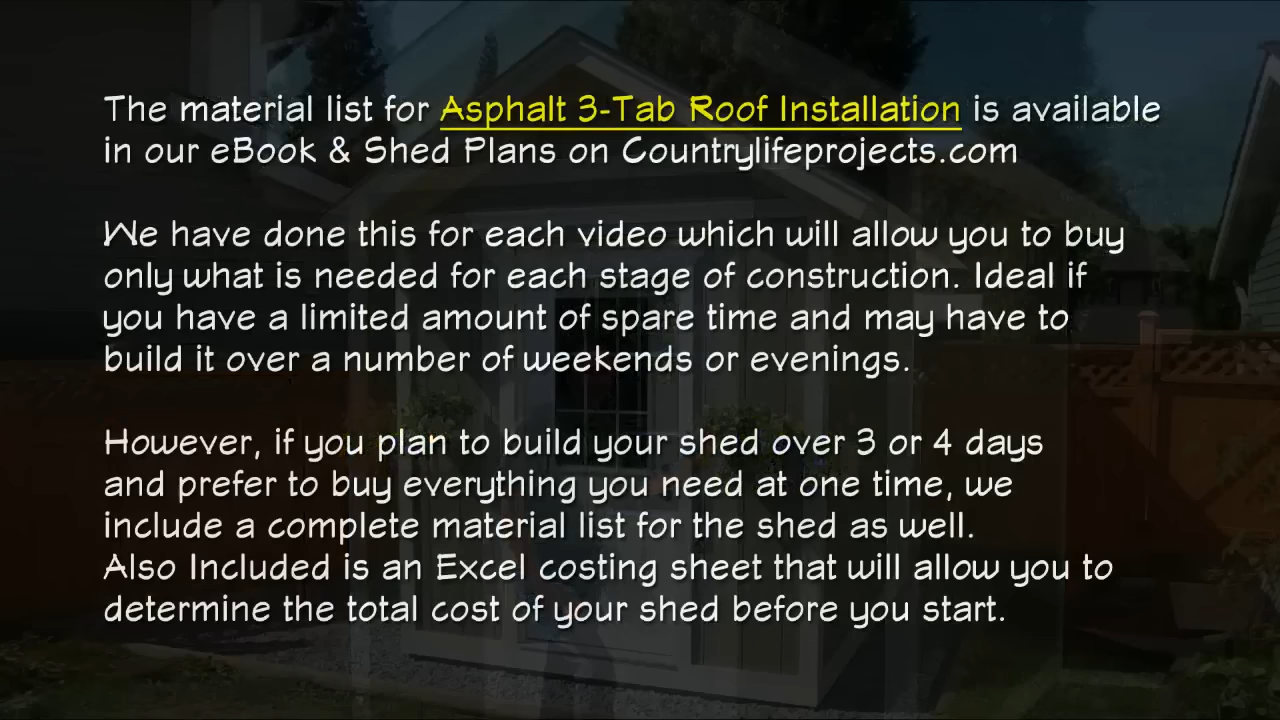 The material list for Asphalt 3-Tab Roof Installation is available
in our eBook & Shed Plans on Countrylifeprojects.com
We have done this for each video which will allow you to buy
only what is needed for each stage of construction. Ideal if
you have a limited amount of spare time and may have to
build it over a number of weekends or evenings.
However, if you plan to build your shed over 3 or 4 days
and prefer to buy everything you need at one time, we
include a complete material list for the shed as well.
Also Included is an Excel costing sheet that will allow you to
determine the total cost of your shed before you start.